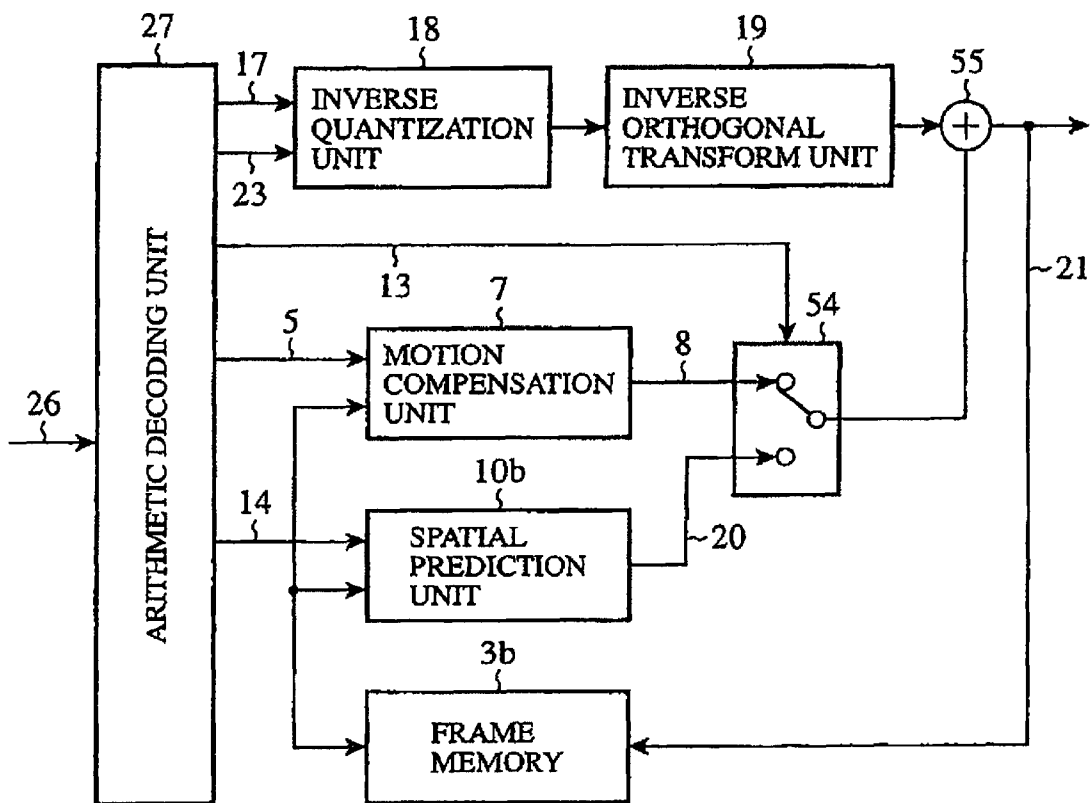 27
18
19
55
17
INVERSE
QUANTIZATION
UNIT
INVERSE
ORTHOGONAL
TRANSFORM UNIT
+
23
13
21
7
54
5
MOTION
COMPENSATION
UNIT
8
26
ARITHMETIC DECODING UNIT
10b
14
SPATIAL
PREDICTION
UNIT
20
3b
FRAME
MEMORY